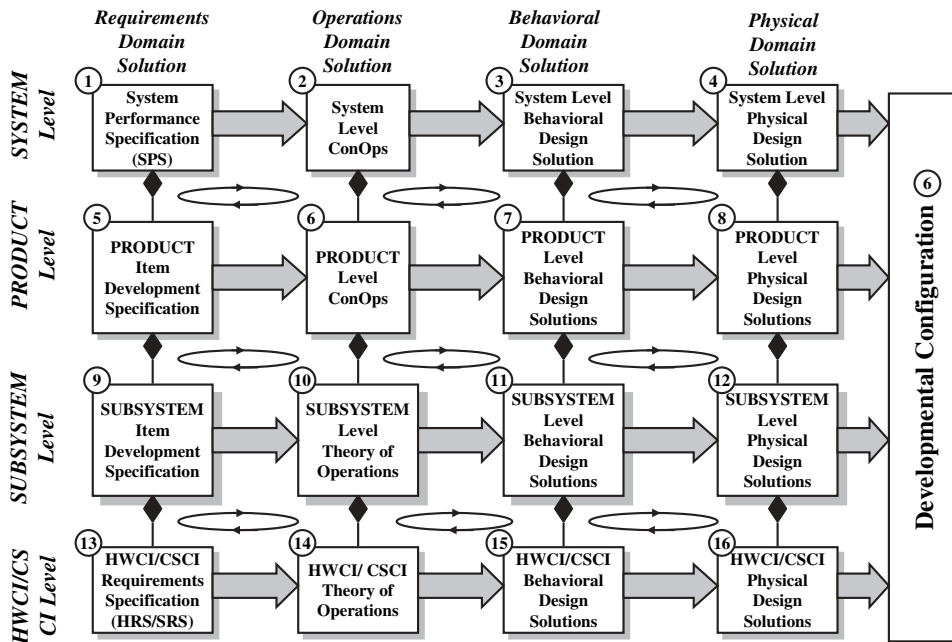 Requirements
Domain
Solution
Operations
Domain
Solution
Behavioral
Domain
Solution
Physical
Domain
Solution
SYSTEM
Level
1
System
Performance
Specification
(SPS)
2
System
Level
ConOps
3
System Level
Behavioral
Design
Solution
4
System Level
Physical
Design
Solution
PRODUCT
Level
5
PRODUCT
Item
Development
Specification
6
PRODUCT
Level
ConOps
7
PRODUCT
Level
Behavioral
Design
Solutions
8
PRODUCT
Level
Physical
Design
Solutions
SUBSYSTEM
Level
9
SUBSYSTEM
Item
Development
Specification
10
SUBSYSTEM
Level
Theory of
Operations
11
SUBSYSTEM
Level
Behavioral
Design
Solutions
12
SUBSYSTEM
Level
Physical
Design
Solutions
HWCI/CS
CI Level
13
HWCI/CSCI
Requirements
Specification
(HRS/SRS)
14
HWCI/ CSCI
Theory of
Operations
15
HWCI/CSCI
Behavioral
Design
Solutions
16
HWCI/CSCI
Physical
Design
Solutions
Developmental Configuration 6